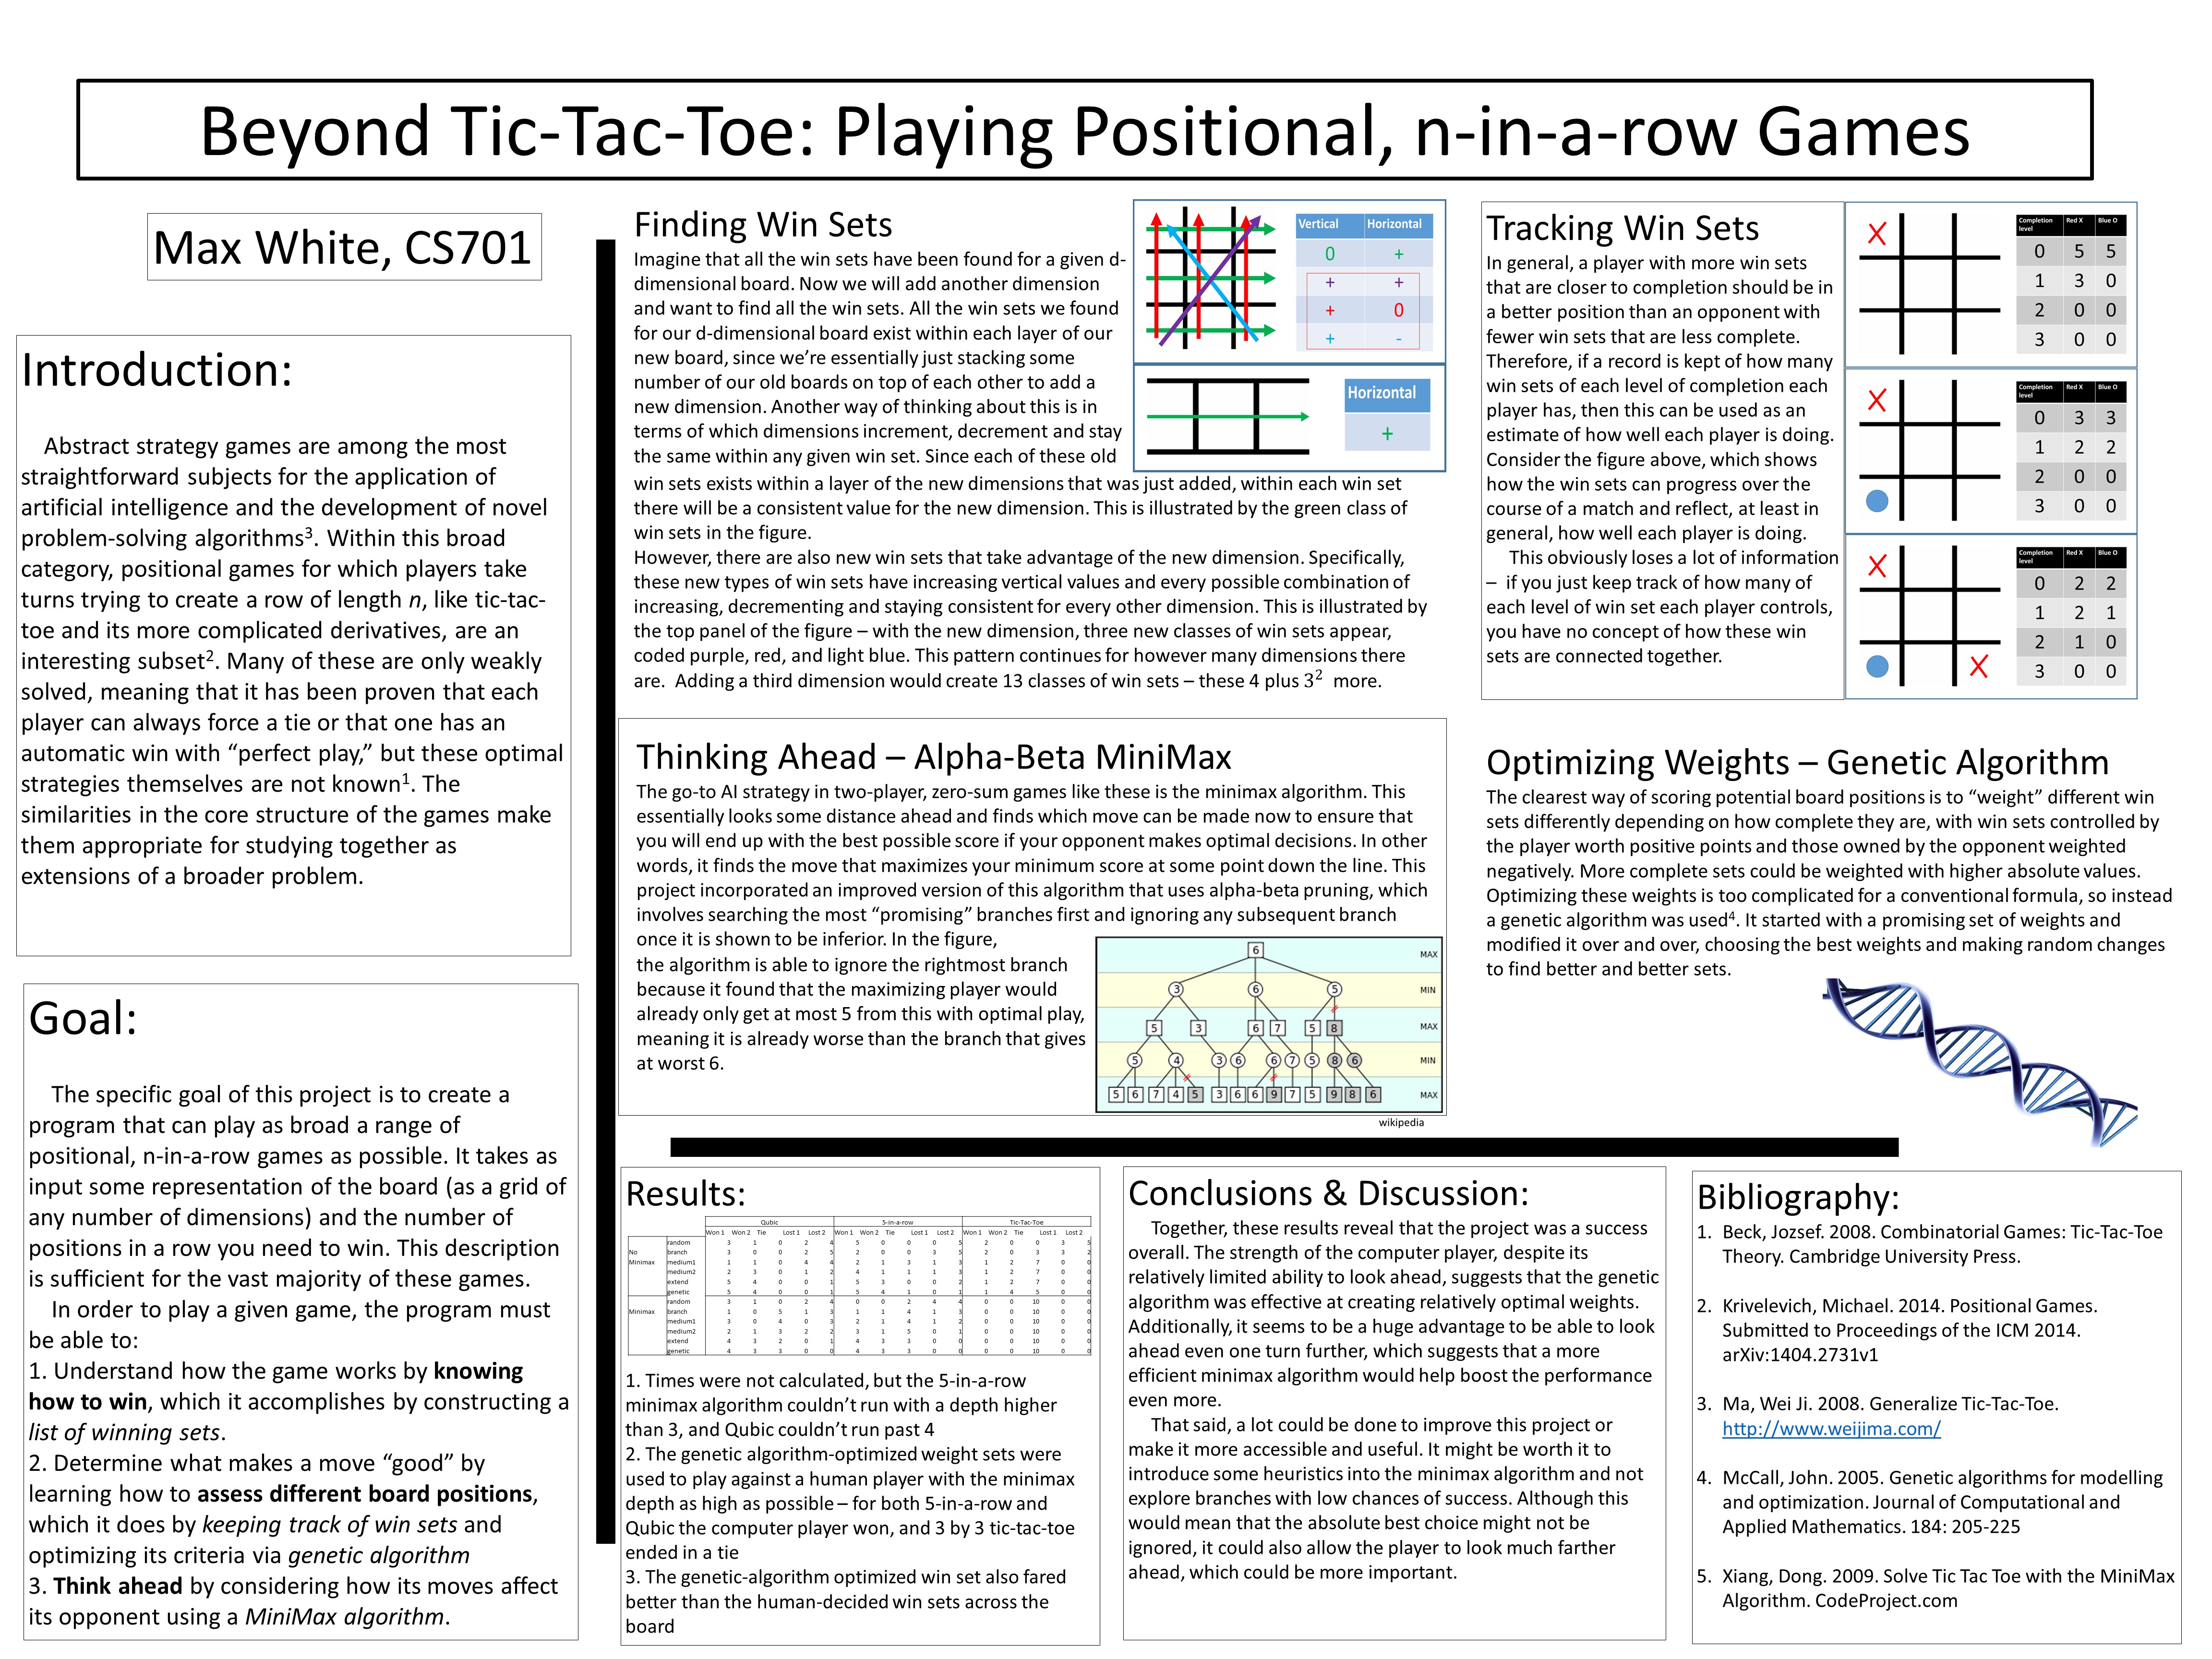 Beyond Tic-Tac-Toe: Playing Positional, n-in-a-row Games
Max White, CS701
Introduction:
Abstract strategy games are among the most
straightforward subjects for the application of
artificial intelligence and the development of novel
problem-solving algorithms³. Within this broad
category, positional games for which players take
turns trying to create a row of length n, like tic-tac-
toe and its more complicated derivatives, are an
interesting subset². Many of these are only weakly
solved, meaning that it has been proven that each
player can always force a tie or that one has an
automatic win with “perfect play,” but these optimal
strategies themselves are not known¹. The
similarities in the core structure of the games make
them appropriate for studying together as
extensions of a broader problem.
Goal:
The specific goal of this project is to create a
program that can play as broad a range of
positional, n-in-a-row games as possible. It takes as
input some representation of the board (as a grid of
any number of dimensions) and the number of
positions in a row you need to win. This description
is sufficient for the vast majority of these games.
In order to play a given game, the program must
be able to:
1. Understand how the game works by knowing
how to win, which it accomplishes by constructing a
list of winning sets.
2. Determine what makes a move “good” by
learning how to assess different board positions,
which it does by keeping track of win sets and
optimizing its criteria via genetic algorithm
3. Think ahead by considering how its moves affect
its opponent using a MiniMax algorithm.
Finding Win Sets
Imagine that all the win sets have been found for a given d-
dimensional board. Now we will add another dimension
and want to find all the win sets. All the win sets we found
for our d-dimensional board exist within each layer of our
new board, since we’re essentially just stacking some
number of our old boards on top of each other to add a
new dimension. Another way of thinking about this is in
terms of which dimensions increment, decrement and stay
the same within any given win set. Since each of these old
win sets exists within a layer of the new dimensions that was just added, within each win set
there will be a consistent value for the new dimension. This is illustrated by the green class of
win sets in the figure.
However, there are also new win sets that take advantage of the new dimension. Specifically,
these new types of win sets have increasing vertical values and every possible combination of
increasing, decrementing and staying consistent for every other dimension. This is illustrated by
the top panel of the figure – with the new dimension, three new classes of win sets appear,
coded purple, red, and light blue. This pattern continues for however many dimensions there
are. Adding a third dimension would create 13 classes of win sets – these 4 plus 3² more.
Vertical Horizontal
0 +
+ +
+ 0
+ -
Horizontal
+
Thinking Ahead – Alpha-Beta MiniMax
The go-to AI strategy in two-player, zero-sum games like these is the minimax algorithm. This
essentially looks some distance ahead and finds which move can be made now to ensure that
you will end up with the best possible score if your opponent makes optimal decisions. In other
words, it finds the move that maximizes your minimum score at some point down the line. This
project incorporated an improved version of this algorithm that uses alpha-beta pruning, which
involves searching the most “promising” branches first and ignoring any subsequent branch
once it is shown to be inferior. In the figure,
the algorithm is able to ignore the rightmost branch
because it found that the maximizing player would
already only get at most 5 from this with optimal play,
meaning it is already worse than the branch that gives
at worst 6.
6 MAX
3 6 5 MIN
5 3 6 7 5 8 MAX
5 4 3 6 6 7 5 8 6 MIN
5 6 7 4 5 3 6 6 9 7 5 9 8 6 MAX
wikipedia
Tracking Win Sets
In general, a player with more win sets
that are closer to completion should be in
a better position than an opponent with
fewer win sets that are less complete.
Therefore, if a record is kept of how many
win sets of each level of completion each
player has, then this can be used as an
estimate of how well each player is doing.
Consider the figure above, which shows
how the win sets can progress over the
course of a match and reflect, at least in
general, how well each player is doing.
This obviously loses a lot of information
– if you just keep track of how many of
each level of win set each player controls,
you have no concept of how these win
sets are connected together.
X
Completion level Red X Blue O
0 5 5
1 3 0
2 0 0
3 0 0
X
Completion level Red X Blue O
0 3 3
1 2 2
2 0 0
3 0 0
X
X
Completion level Red X Blue O
0 2 2
1 2 1
2 1 0
3 0 0
Optimizing Weights – Genetic Algorithm
The clearest way of scoring potential board positions is to “weight” different win
sets differently depending on how complete they are, with win sets controlled by
the player worth positive points and those owned by the opponent weighted
negatively. More complete sets could be weighted with higher absolute values.
Optimizing these weights is too complicated for a conventional formula, so instead
a genetic algorithm was used⁴. It started with a promising set of weights and
modified it over and over, choosing the best weights and making random changes
to find better and better sets.
Results:
Qubic 5-in-a-row Tic-Tac-Toe
Won 1 Won 2 Tie Lost 1 Lost 2 Won 1 Won 2 Tie Lost 1 Lost 2 Won 1 Won 2 Tie Lost 1 Lost 2
random 3 1 0 2 4 5 0 0 0 5 2 0 0 3 5
No branch 3 0 0 2 5 2 0 0 3 5 2 0 3 3 2
Minimax medium1 1 1 0 4 4 2 1 3 1 3 1 2 7 0 0
medium2 2 3 0 1 2 4 1 1 1 3 1 2 7 0 0
extend 5 4 0 0 1 5 3 0 0 2 1 2 7 0 0
genetic 5 4 0 0 1 5 4 1 0 1 1 4 5 0 0
random 3 1 0 2 4 0 0 2 4 4 0 0 10 0 0
Minimax branch 1 0 5 1 3 1 1 4 1 3 0 0 10 0 0
medium1 3 0 4 0 3 2 1 4 1 2 0 0 10 0 0
medium2 2 1 3 2 2 3 1 5 0 1 0 0 10 0 0
extend 4 3 2 0 1 4 3 3 0 0 0 0 10 0 0
genetic 4 3 3 0 0 4 3 3 0 0 0 0 10 0 0
1. Times were not calculated, but the 5-in-a-row
minimax algorithm couldn’t run with a depth higher
than 3, and Qubic couldn’t run past 4
2. The genetic algorithm-optimized weight sets were
used to play against a human player with the minimax
depth as high as possible – for both 5-in-a-row and
Qubic the computer player won, and 3 by 3 tic-tac-toe
ended in a tie
3. The genetic-algorithm optimized win set also fared
better than the human-decided win sets across the
board
Conclusions & Discussion:
Together, these results reveal that the project was a success
overall. The strength of the computer player, despite its
relatively limited ability to look ahead, suggests that the genetic
algorithm was effective at creating relatively optimal weights.
Additionally, it seems to be a huge advantage to be able to look
ahead even one turn further, which suggests that a more
efficient minimax algorithm would help boost the performance
even more.
That said, a lot could be done to improve this project or
make it more accessible and useful. It might be worth it to
introduce some heuristics into the minimax algorithm and not
explore branches with low chances of success. Although this
would mean that the absolute best choice might not be
ignored, it could also allow the player to look much farther
ahead, which could be more important.
Bibliography:
1. Beck, Jozsef. 2008. Combinatorial Games: Tic-Tac-Toe
Theory. Cambridge University Press.
2. Krivelevich, Michael. 2014. Positional Games.
Submitted to Proceedings of the ICM 2014.
arXiv:1404.2731v1
3. Ma, Wei Ji. 2008. Generalize Tic-Tac-Toe.
http://www.weijima.com/
4. McCall, John. 2005. Genetic algorithms for modelling
and optimization. Journal of Computational and
Applied Mathematics. 184: 205-225
5. Xiang, Dong. 2009. Solve Tic Tac Toe with the MiniMax
Algorithm. CodeProject.com